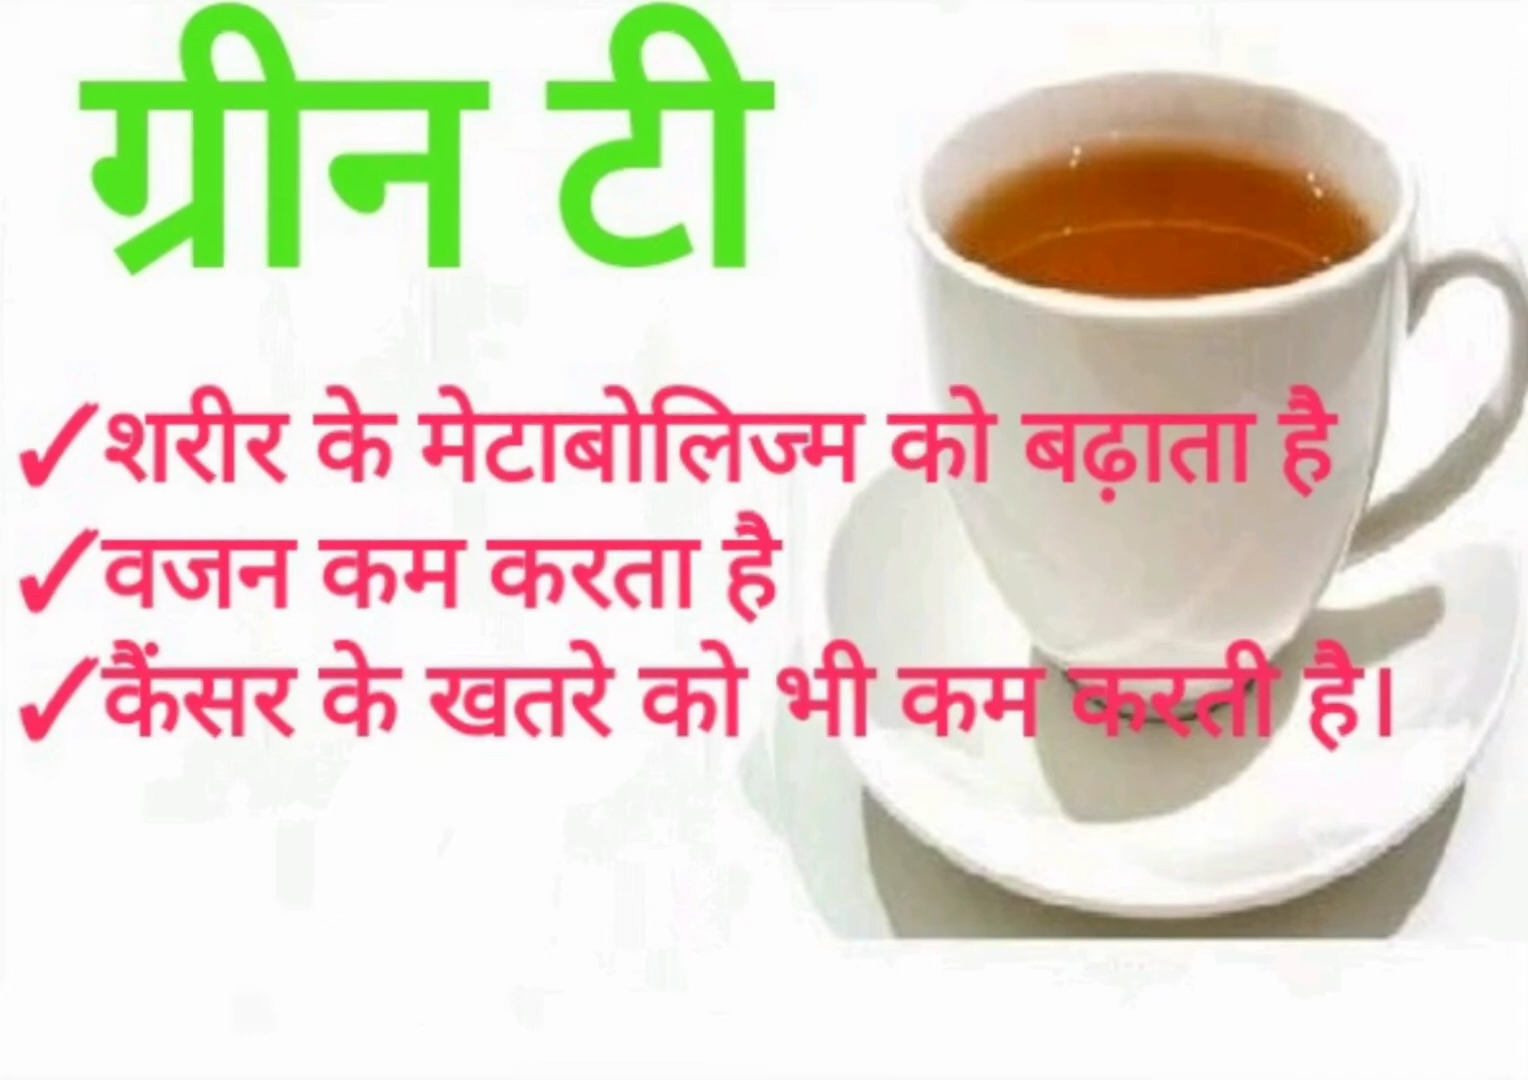 ग्रीन टी
✓शरीर के मेटाबोलिज्म को बढ़ाता है
✓वजन कम करता है
✓कैंसर के खतरे को भी कम करती है।